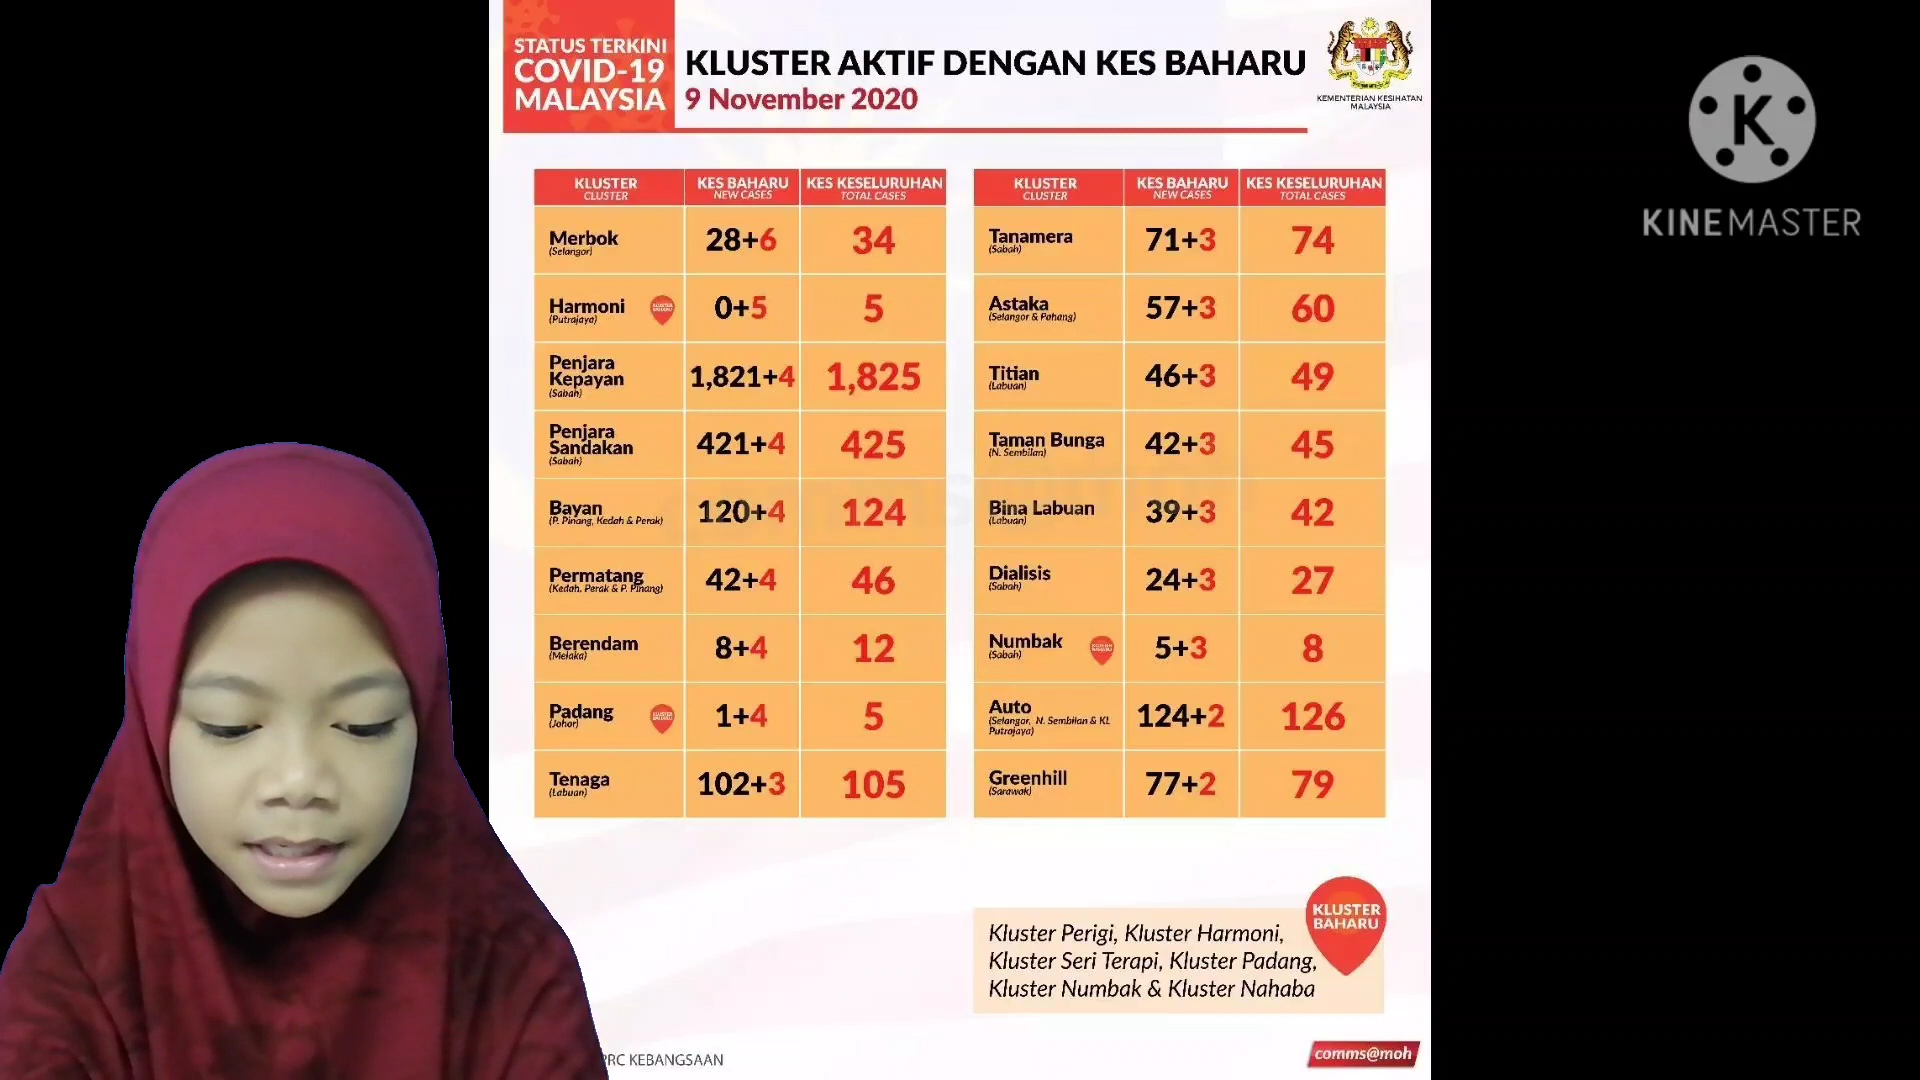 STATUS TERKINI
COVID-19
MALAYSIA
KLUSTER AKTIF DENGAN KES BAHARU
9 November 2020
KEMENTERIAN KESIHATAN
MALAYSIA
KINEMASTER
KLUSTER KES BAHARU KES KESELURUHAN
CLUSTER NEW CASES TOTAL CASES
Merbok 28+6 34
(Selangor)
Harmoni 0+5 5
(Putrajaya)
Penjara
Kepayan 1,821+4 1,825
(Sabah)
Penjara
Sandakan 421+4 425
(Sabah)
Bayan 120+4 124
(P. Pinang, Kedah & Perak)
Permatang 42+4 46
(Kedah, Perak & P. Pinang)
Berendam 8+4 12
(Melaka)
Padang 1+4 5
(Johor)
Tenaga 102+3 105
(Labuan)
KLUSTER KES BAHARU KES KESELURUHAN
CLUSTER NEW CASES TOTAL CASES
Tanamera 71+3 74
(Sabah)
Astaka 57+3 60
(Selangor & Pahang)
Titian 46+3 49
(Labuan)
Taman Bunga 42+3 45
(N. Sembilan)
Bina Labuan 39+3 42
(Labuan)
Dialisis 24+3 27
(Sabah)
Numbak 5+3 8
(Sabah)
Auto 124+2 126
(Selangor, N. Sembilan & KL
Putrajaya)
Greenhill 77+2 79
(Sarawak)
KLUSTER
BAHARU
Kluster Perigi, Kluster Harmoni,
Kluster Seri Terapi, Kluster Padang,
Kluster Numbak & Kluster Nahaba
KEBANGSAAN
comms@moh